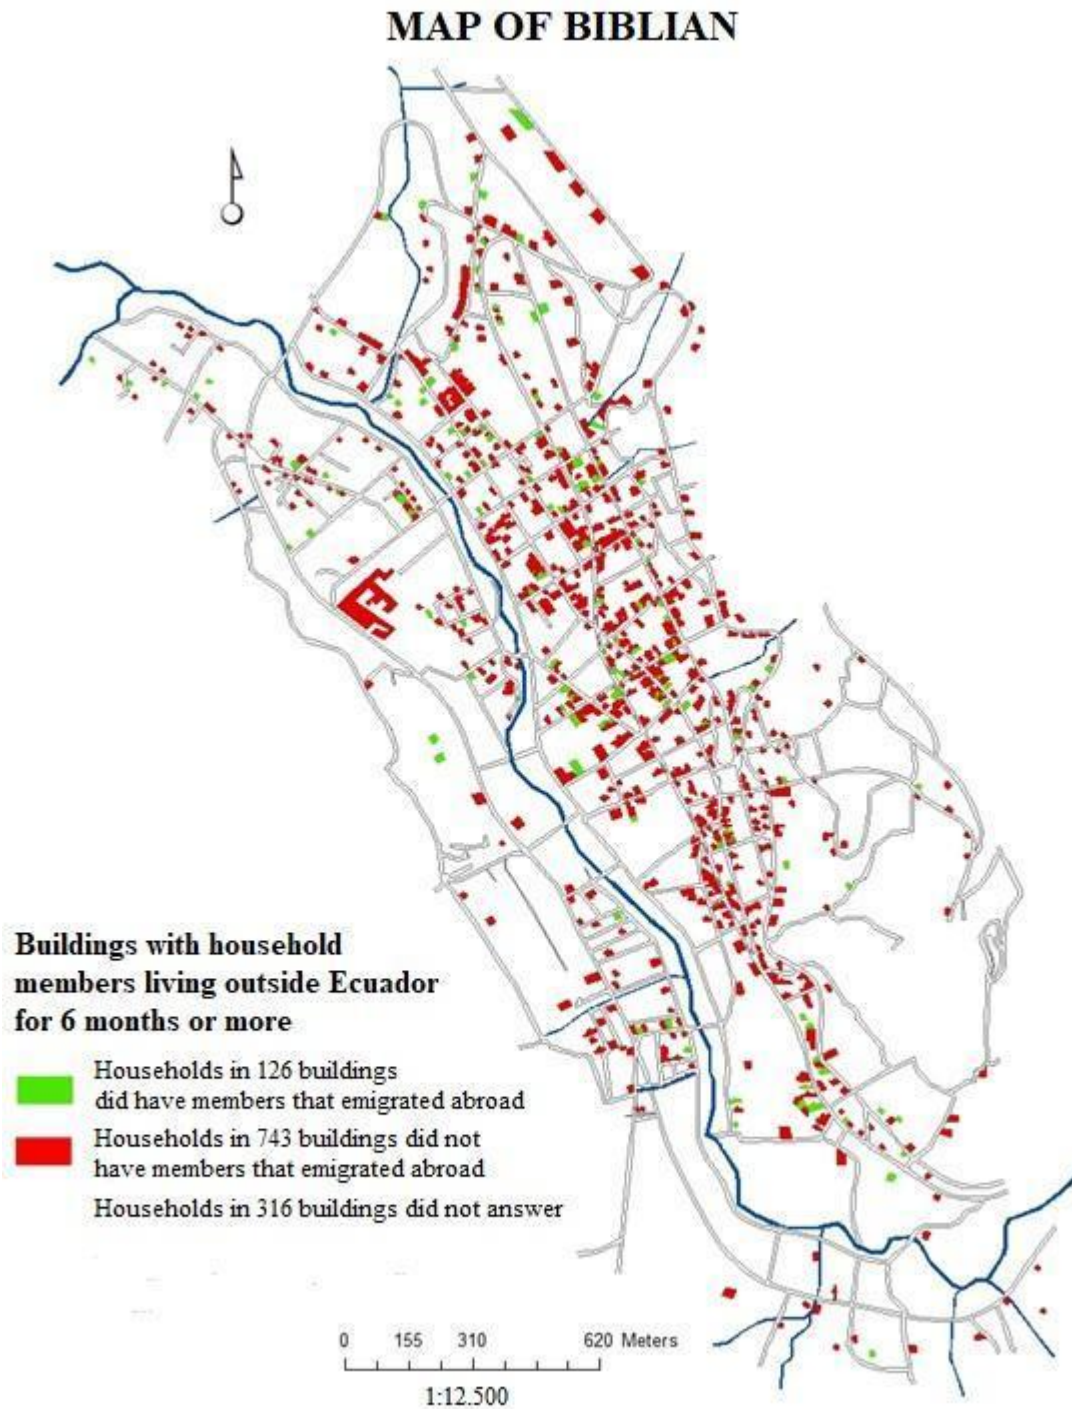 MAP OF BIBLIAN
Buildings with household
members living outside Ecuador
for 6 months or more
Households in 126 buildings
did have members that emigrated abroad
Households in 743 buildings did not
have members that emigrated abroad
Households in 316 buildings did not answer
0 155 310 620 Meters
1:12.500